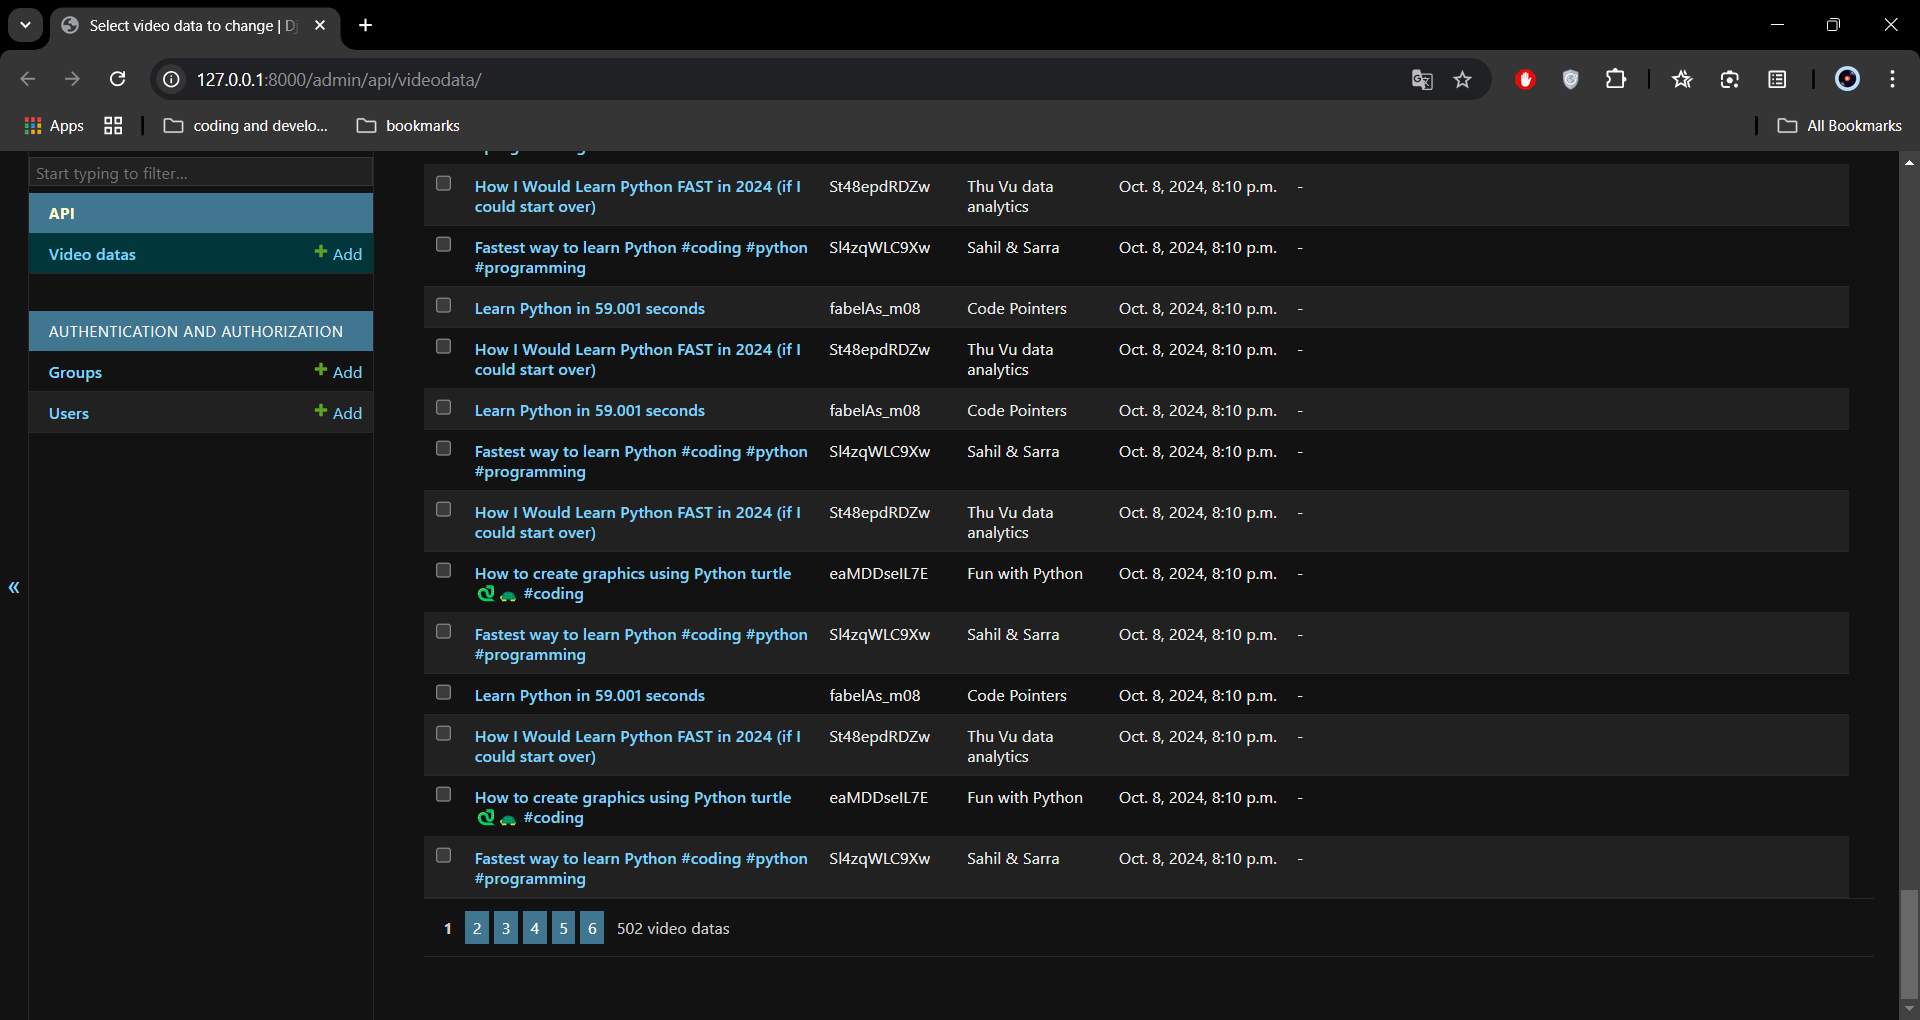 Select video data to change | Dj
127.0.0.1:8000/admin/api/videodata/
Apps
coding and develo...
bookmarks
All Bookmarks
Start typing to filter...
API
Video datas
Add
AUTHENTICATION AND AUTHORIZATION
Groups
Add
Users
Add
«
How I Would Learn Python FAST in 2024 (if I St48epdRDZw Thu Vu data Oct. 8, 2024, 8:10 p.m. -
could start over) analytics
Fastest way to learn Python #coding #python Sl4zqWLC9Xw Sahil & Sarra Oct. 8, 2024, 8:10 p.m. -
#programming
Learn Python in 59.001 seconds fabelAs_m08 Code Pointers Oct. 8, 2024, 8:10 p.m. -
How I Would Learn Python FAST in 2024 (if I St48epdRDZw Thu Vu data Oct. 8, 2024, 8:10 p.m. -
could start over) analytics
Learn Python in 59.001 seconds fabelAs_m08 Code Pointers Oct. 8, 2024, 8:10 p.m. -
Fastest way to learn Python #coding #python Sl4zqWLC9Xw Sahil & Sarra Oct. 8, 2024, 8:10 p.m. -
#programming
How I Would Learn Python FAST in 2024 (if I St48epdRDZw Thu Vu data Oct. 8, 2024, 8:10 p.m. -
could start over) analytics
How to create graphics using Python turtle eaMDDselL7E Fun with Python Oct. 8, 2024, 8:10 p.m. -
🐍 🐢 #coding
Fastest way to learn Python #coding #python Sl4zqWLC9Xw Sahil & Sarra Oct. 8, 2024, 8:10 p.m. -
#programming
Learn Python in 59.001 seconds fabelAs_m08 Code Pointers Oct. 8, 2024, 8:10 p.m. -
How I Would Learn Python FAST in 2024 (if I St48epdRDZw Thu Vu data Oct. 8, 2024, 8:10 p.m. -
could start over) analytics
How to create graphics using Python turtle eaMDDselL7E Fun with Python Oct. 8, 2024, 8:10 p.m. -
🐍 🐢 #coding
Fastest way to learn Python #coding #python Sl4zqWLC9Xw Sahil & Sarra Oct. 8, 2024, 8:10 p.m. -
#programming
1 2 3 4 5 6 502 video datas